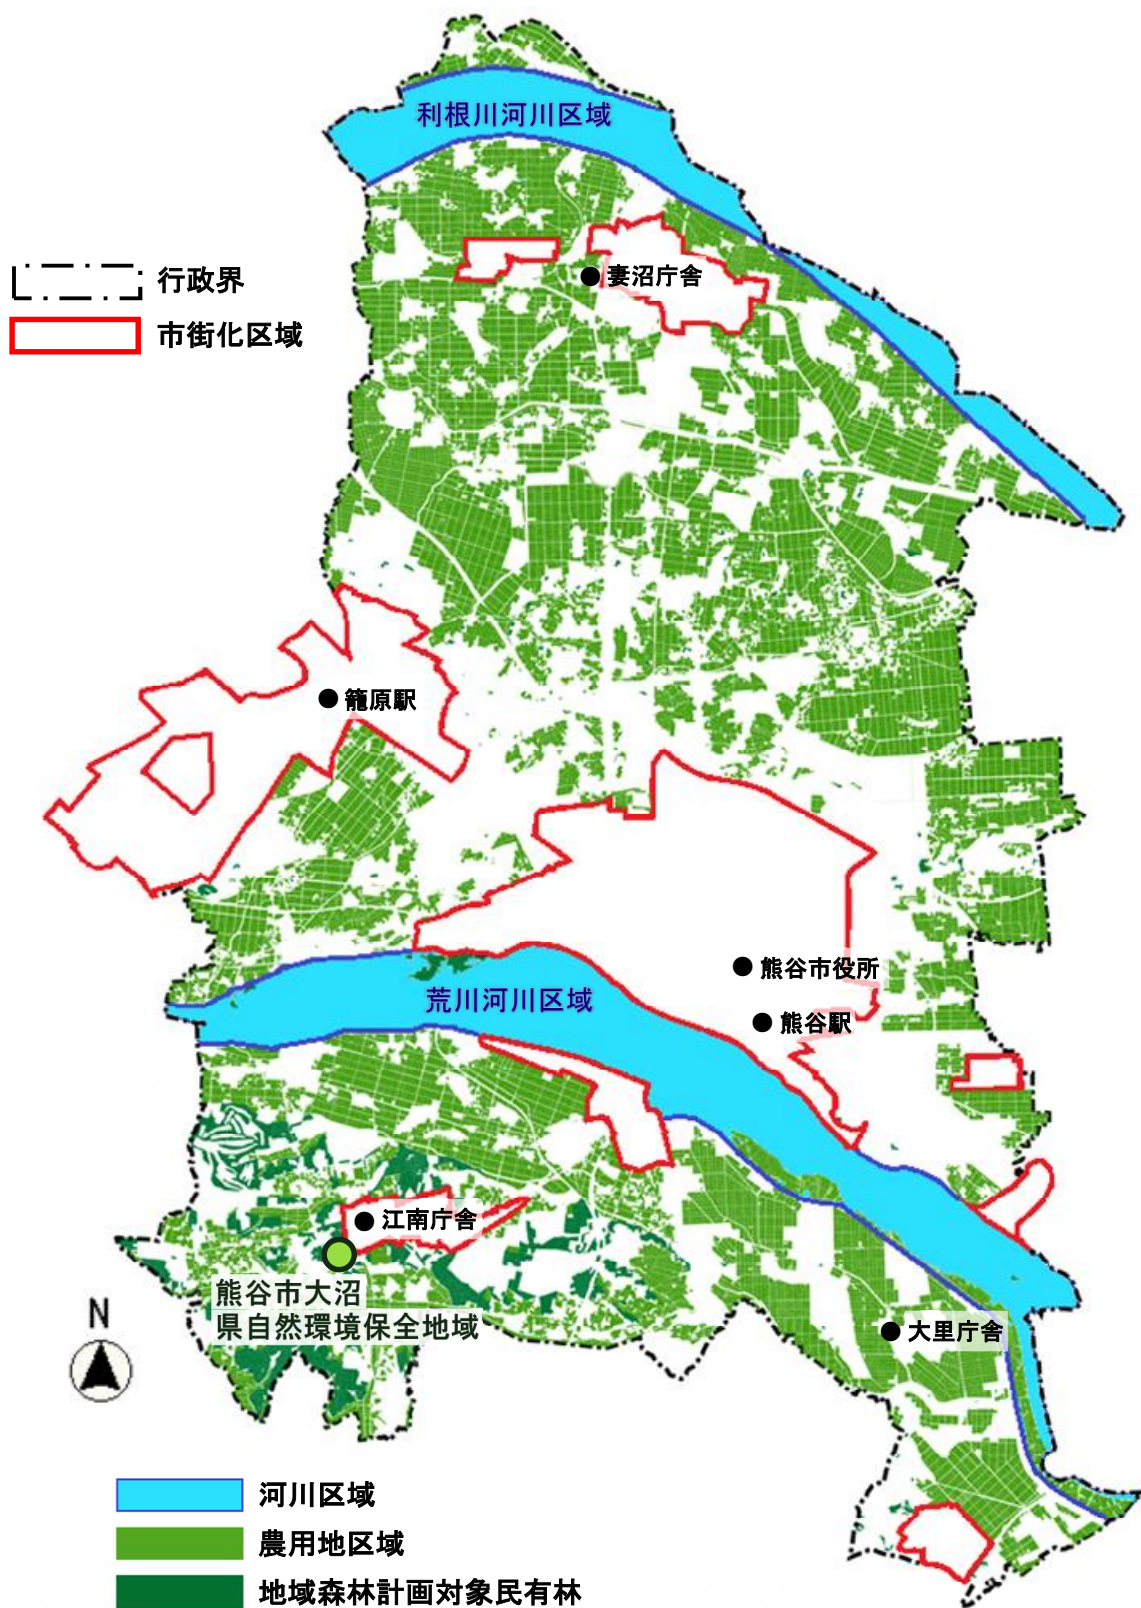 利根川河川区域
妻沼庁舎
行政界
市街化区域
籠原駅
熊谷市役所
荒川河川区域
熊谷駅
江南庁舎
熊谷市大沼
県自然環境保全地域
N
大里庁舎
河川区域
農用地区域
地域森林計画対象民有林